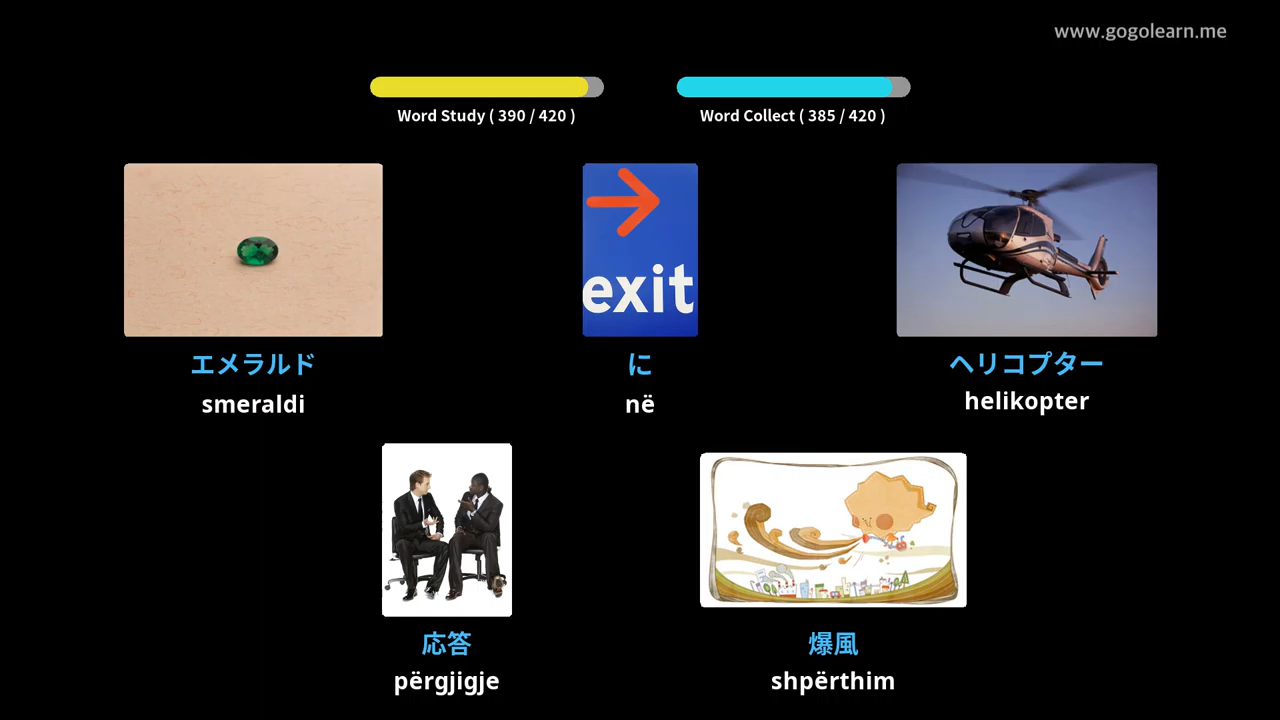 www.gogolearn.me
Word Study ( 390 / 420 )
Word Collect ( 385 / 420 )
exit
エメラルド
smeraldi
に
në
ヘリコプター
helikopter
応答
përgjigje
爆風
shpërthim